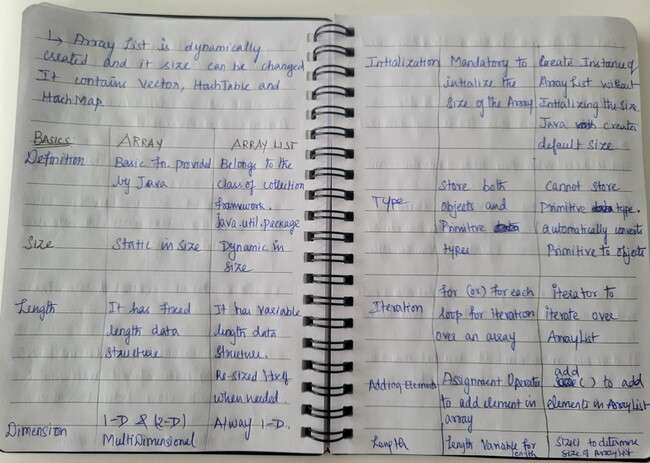 ↳ Array List is dynamically
created and it size can be changed
It contains Vector, HashTable and
HashMap
BASICS ARRAY ARRAY LIST
Definition Basic Fn. provided Belongs to the
by Java class of collection
framework.
java.util.package
Size Static in size Dynamic in
size
Length It has fixed It has variable
length data length data
structure structure.
Re-sized itself
when needed.
Dimension 1-D & (2-D) Alway 1-D.
MultiDimensional
Intialization Mandatory to Create Instance of
initialize the ArrayList without
size of the Array Initializing the size.
Java creates
default size
store both cannot store
Type objects and Primitive type.
Primitive automatically converts
types Primitive to objects
for (or) for each iterator to
Iteration loop for iteration iterate over
over an array ArrayList
add
Adding Elements Assignment Operator () to add
to add element in elements in ArrayList
array
Length length variable for size() to determine
length size of ArrayList